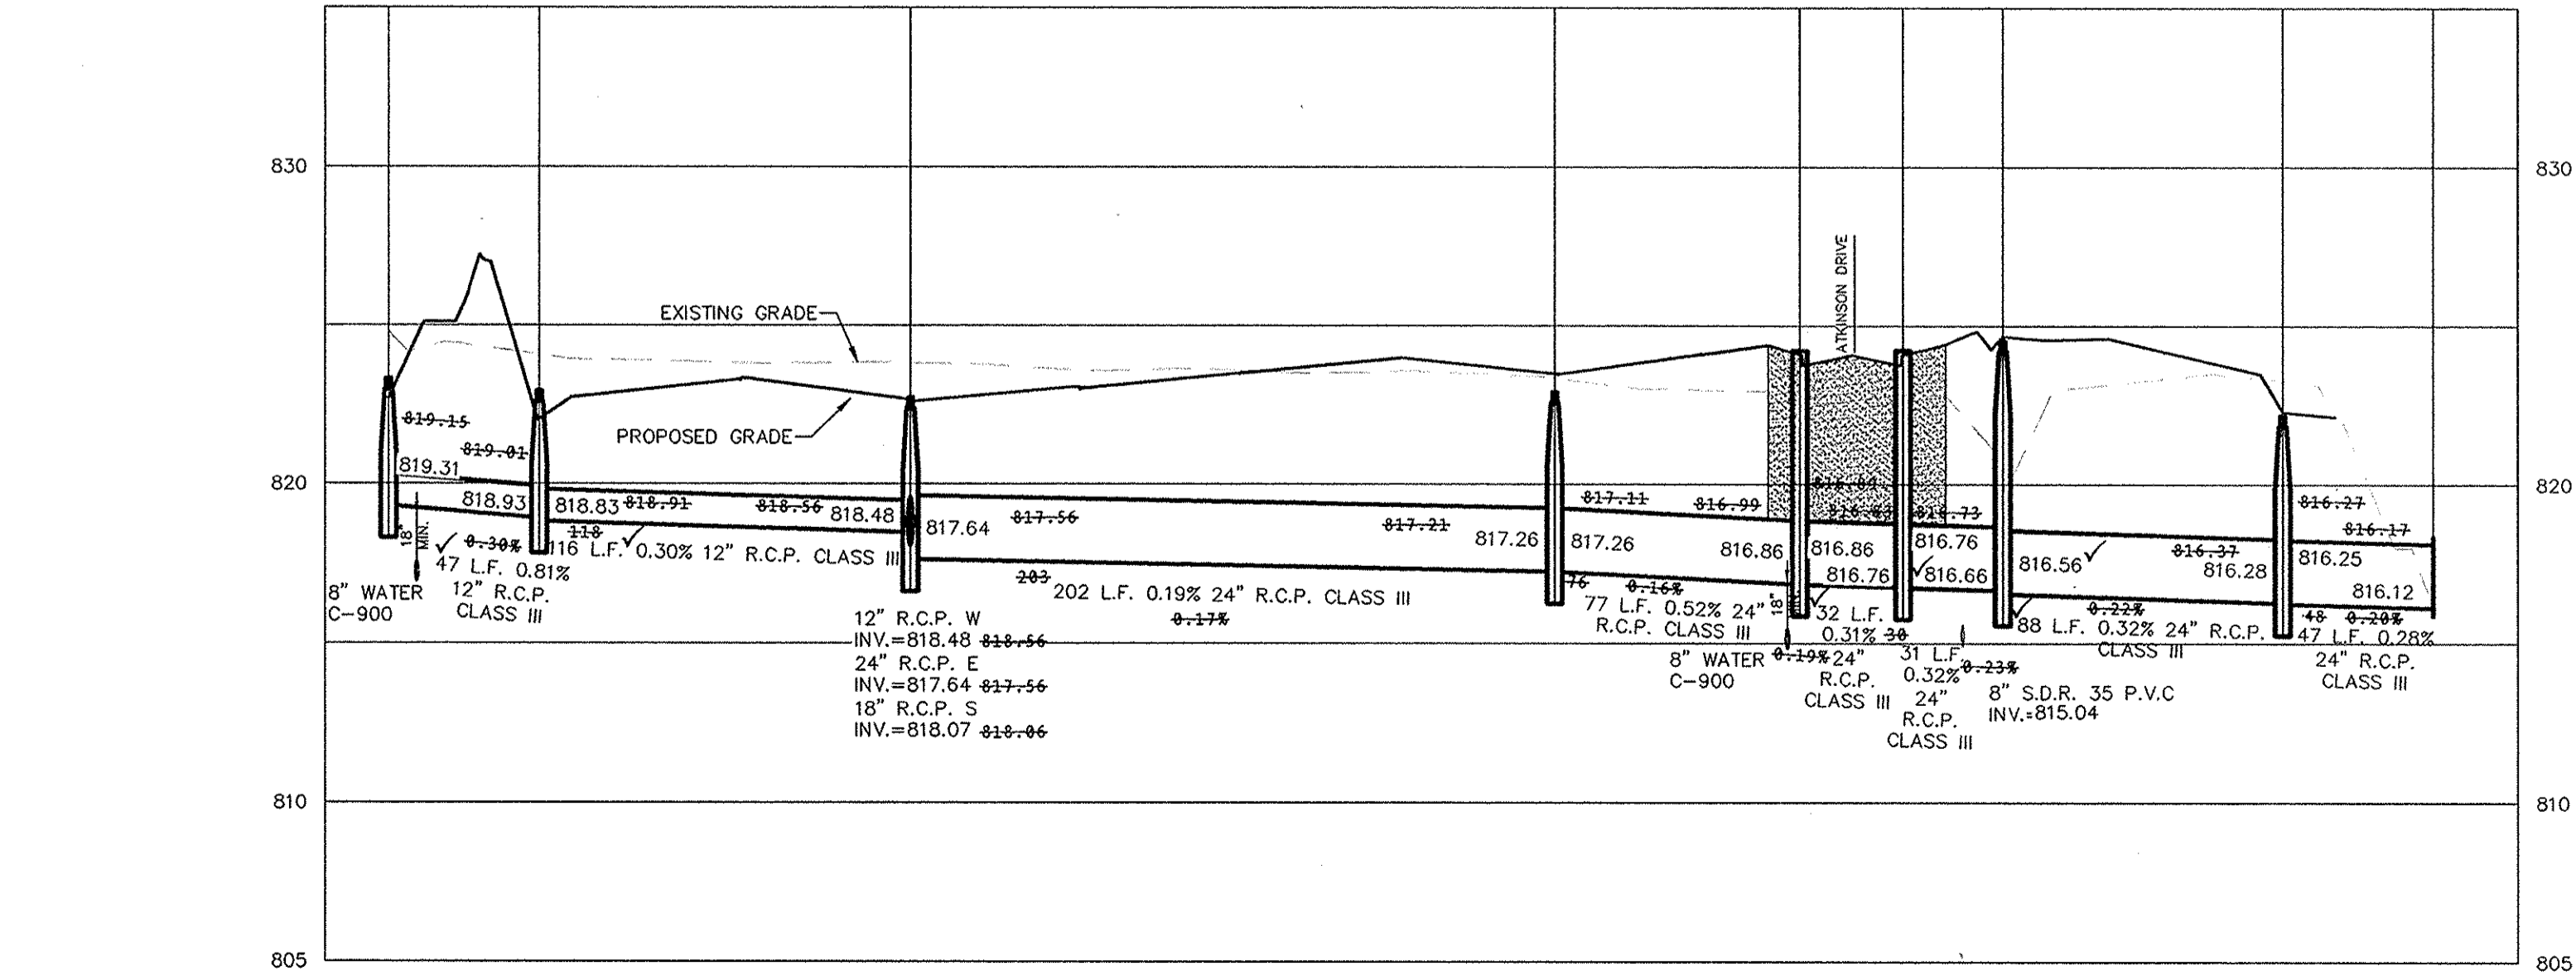 830
830
ATKINSON DRIVE
EXISTING GRADE
PROPOSED GRADE
819.15
819.01
819.31
820
820
818.93
818.83 818.91
818.56 818.48
817.64
817.56
817.21
817.26
817.11
816.99
817.26
816.86
816.86
816.76
816.73
816.76
816.66
816.56
816.37
816.28
816.27
816.17
816.25
816.12
18"
MIN.
0.30%
47 L.F. 0.81%
12" R.C.P.
CLASS III
8" WATER
C-900
118
116 L.F. 0.30% 12" R.C.P. CLASS III
203
202 L.F. 0.19% 24" R.C.P. CLASS III
0.17%
12" R.C.P. W
INV.=818.48 818.56
24" R.C.P. E
INV.=817.64 817.56
18" R.C.P. S
INV.=818.07 818.06
76
0.16%
77 L.F. 0.52% 24"
R.C.P. CLASS III
18"
8" WATER
C-900
32 L.F.
0.31% 30
0.19% 24"
R.C.P.
CLASS III
31 L.F.
0.32% 0.23%
24"
R.C.P.
CLASS III
8" S.D.R. 35 P.V.C
INV.=815.04
0.22%
88 L.F. 0.32% 24" R.C.P.
CLASS III
48 0.20%
47 L.F. 0.28%
24" R.C.P.
CLASS III
810
810
805
805